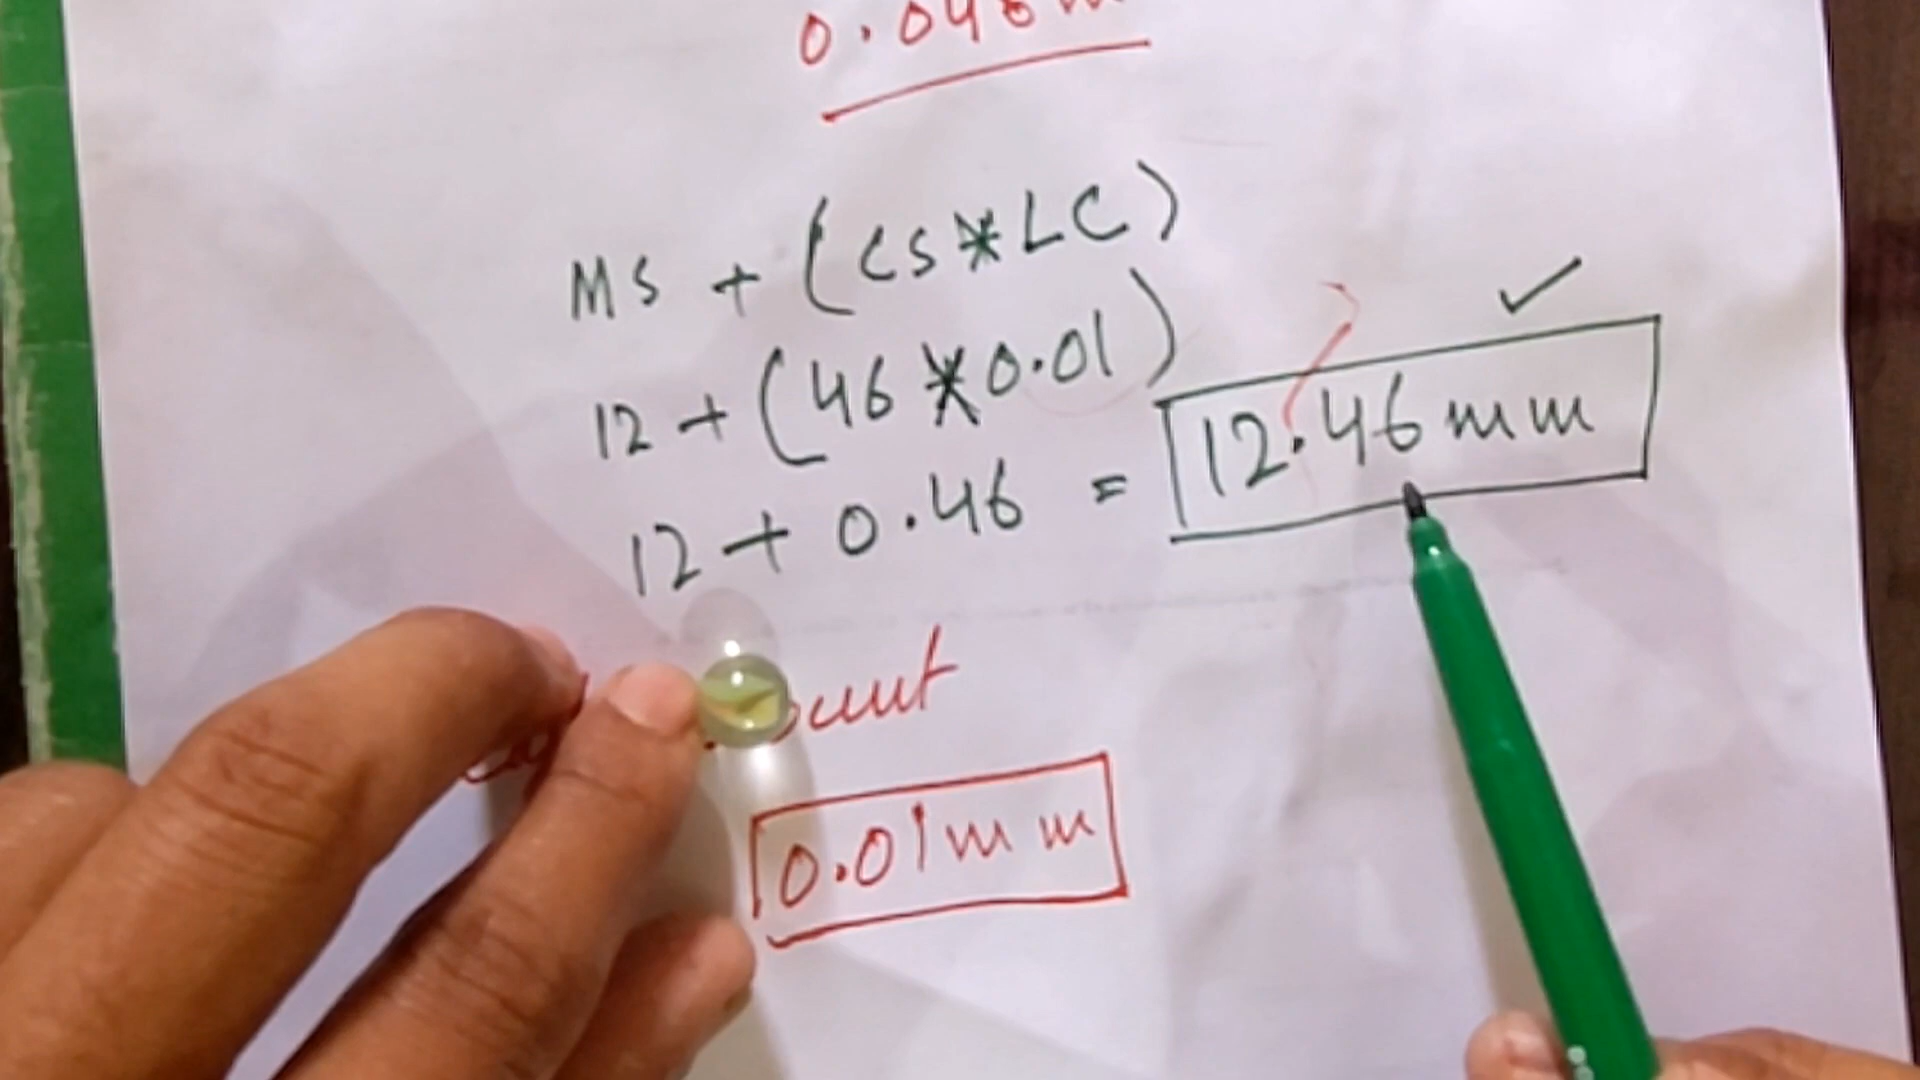 MS + (CS*LC)
12 + (46*0.01)
12 + 0.46 = 12.46mm
0.01mm